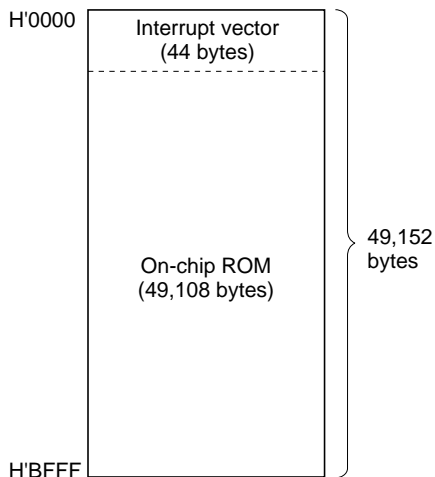 H'0000
Interrupt vector
(44 bytes)
49,152
bytes
On-chip ROM
(49,108 bytes)
H'BFFF